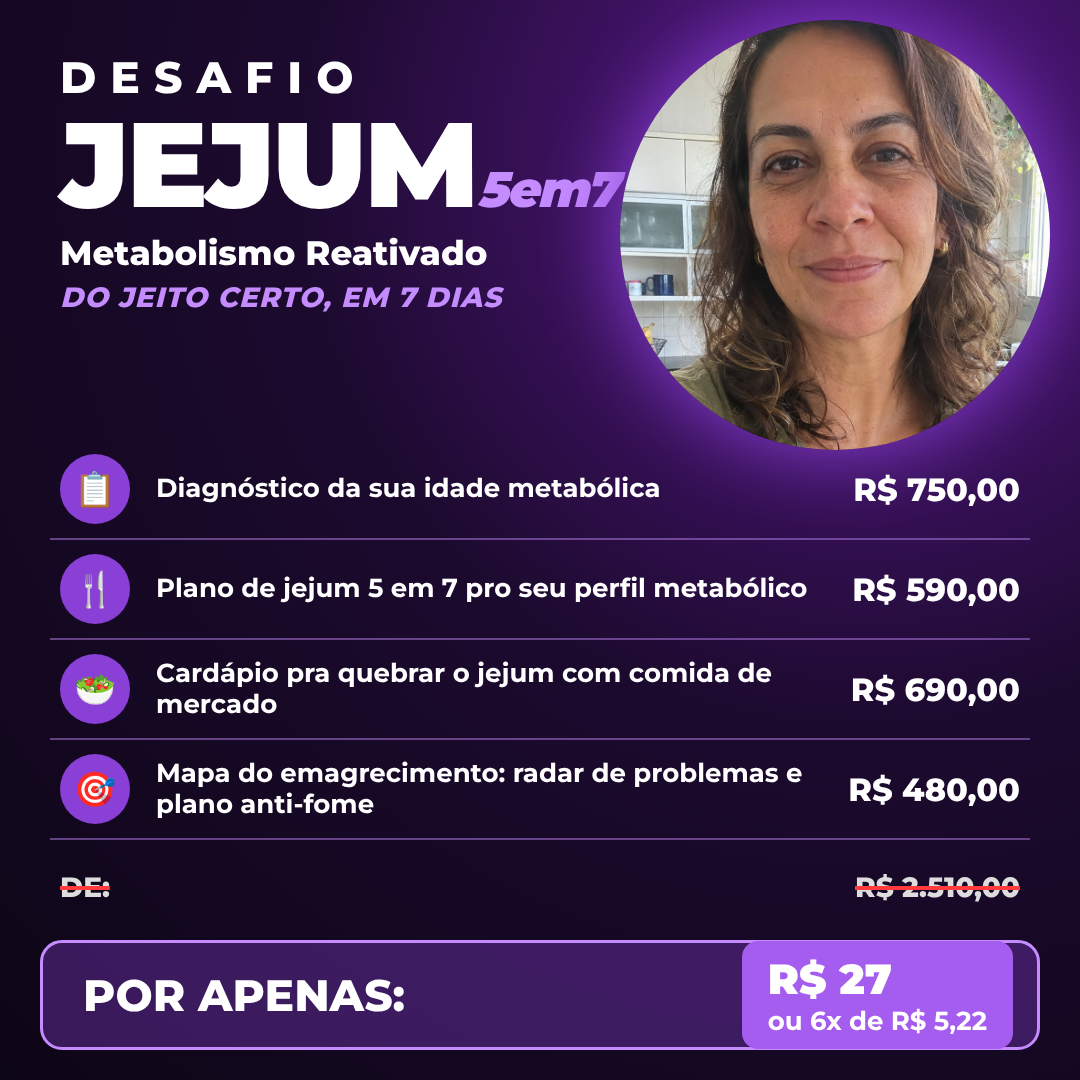 DESAFIO
JEJUM 5em7
Metabolismo Reativado
DO JEITO CERTO, EM 7 DIAS
Diagnóstico da sua idade metabólica R$ 750,00
Plano de jejum 5 em 7 pro seu perfil metabólico R$ 590,00
Cardápio pra quebrar o jejum com comida de
mercado R$ 690,00
Mapa do emagrecimento: radar de problemas e
plano anti-fome R$ 480,00
DE: R$ 2.510,00
POR APENAS: R$ 27
ou 6x de R$ 5,22